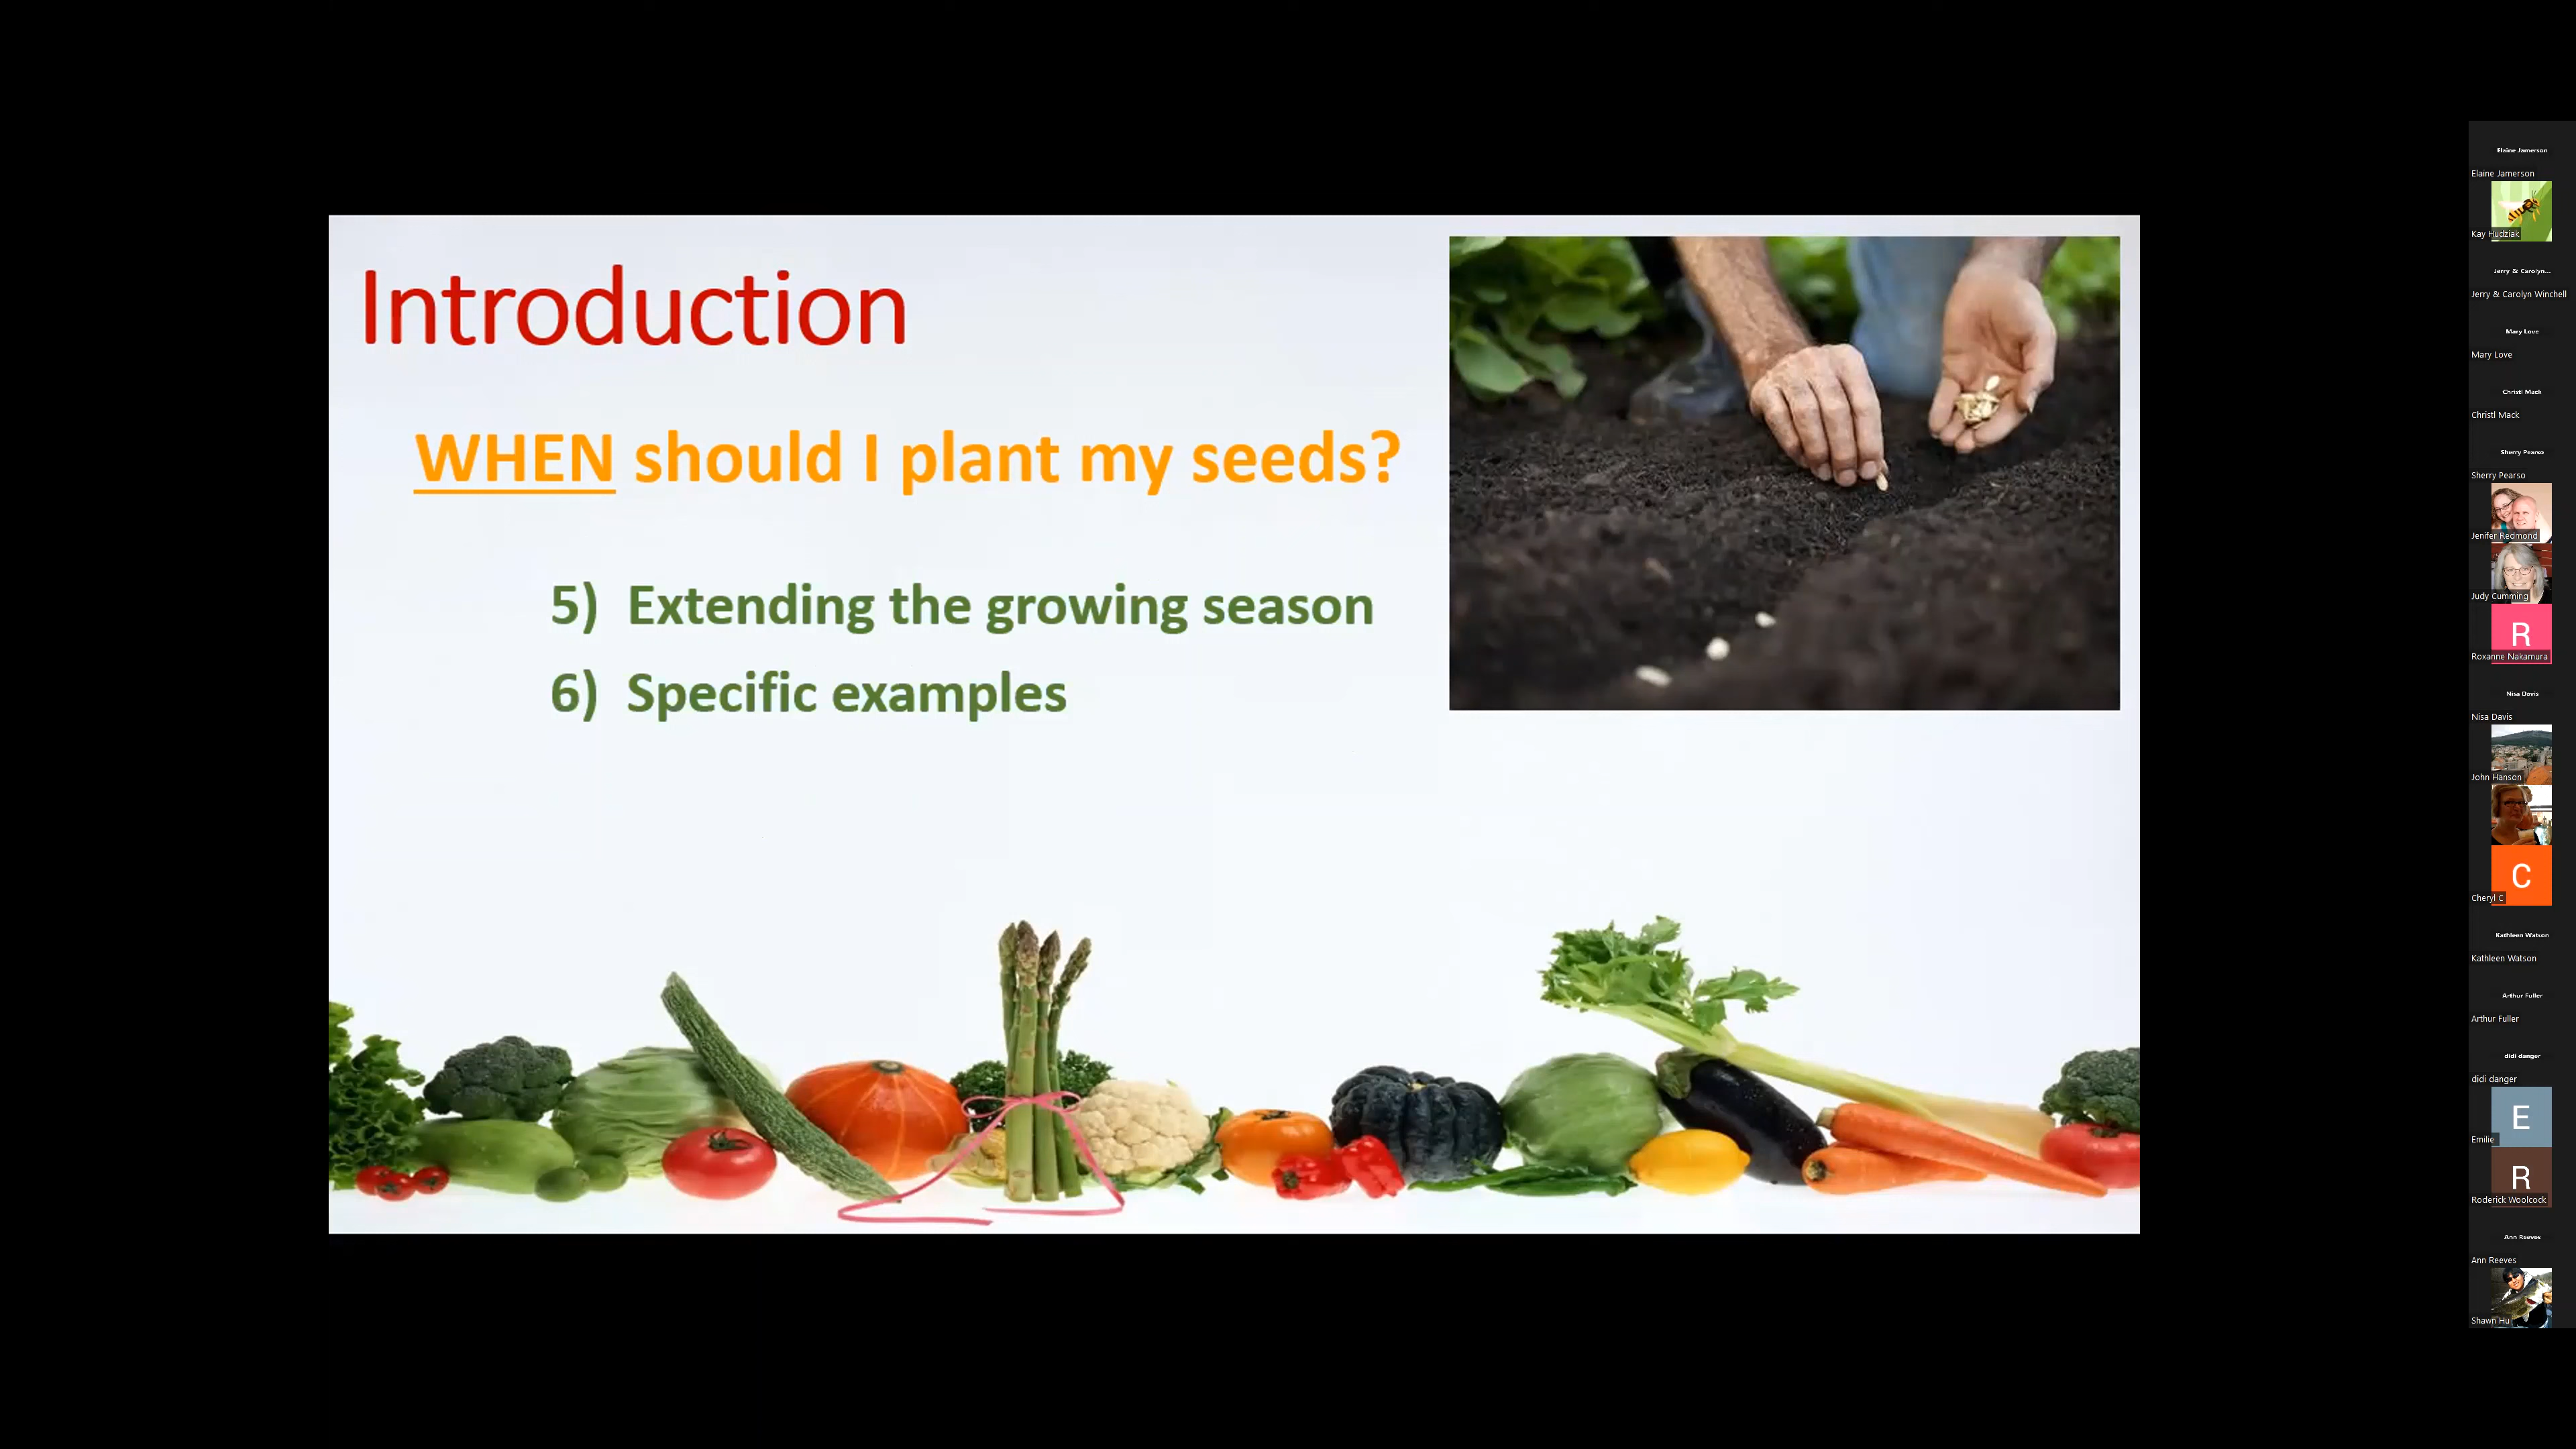 Introduction
WHEN should I plant my seeds?
5) Extending the growing season
6) Specific examples
Elaine Jamerson
Elaine Jamerson
Kay Hudziak
Jerry & Carolyn...
Jerry & Carolyn Winchell
Mary Love
Mary Love
Christl Mack
Christl Mack
Sherry Pearso
Sherry Pearso
Jenifer Redmond
Judy Cumming
R
Roxanne Nakamura
Nisa Davis
Nisa Davis
John Hanson
C
Cheryl C
Kathleen Watson
Kathleen Watson
Arthur Fuller
Arthur Fuller
didi danger
didi danger
E
Emilie
R
Roderick Woolcock
Ann Reeves
Ann Reeves
Shawn Hu